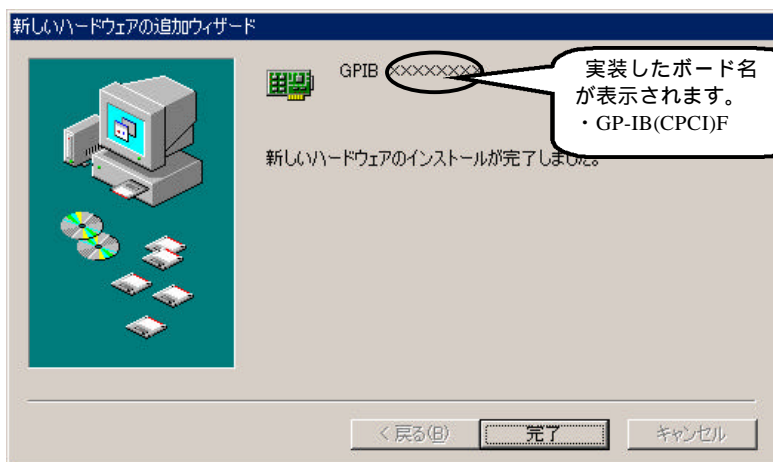 新しいハードウェアの追加ウィザード
GPIB ××××××××
実装したボード名
が表示されます。
・GP-IB(CPCI)F
新しいハードウェアのインストールが完了しました。
< 戻る(B)
完了
キャンセル